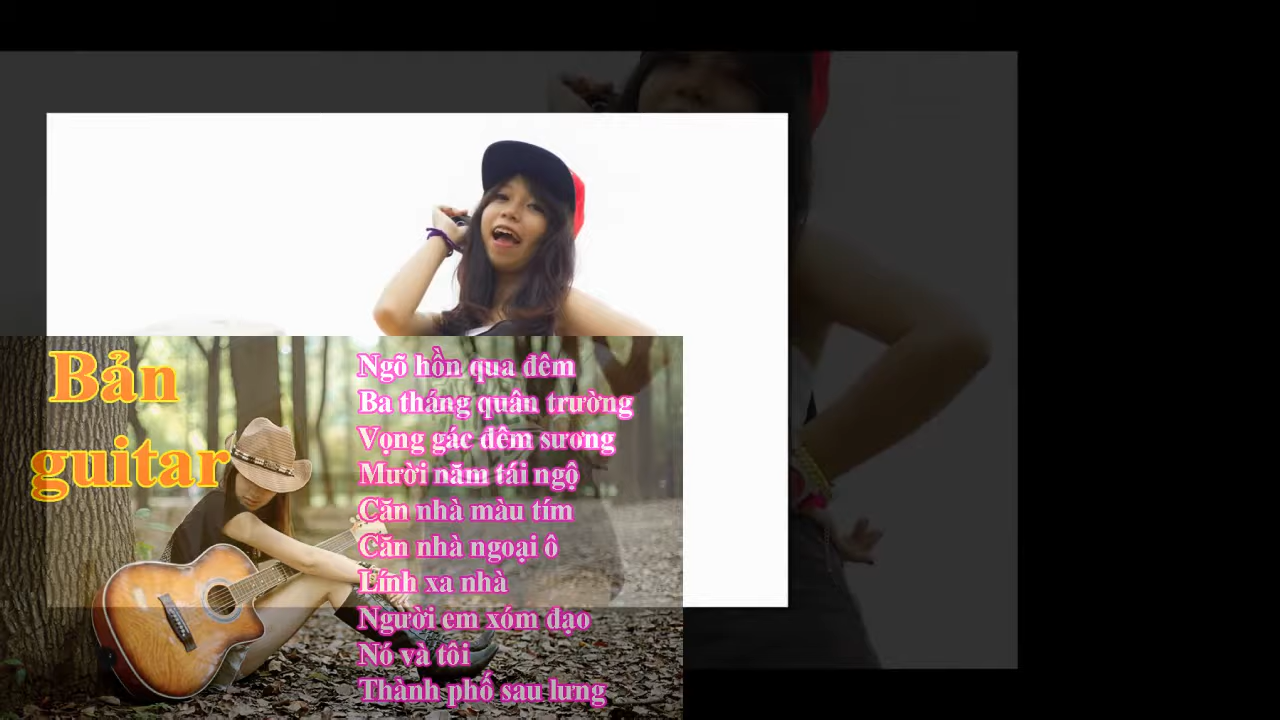 Bản
guitar
Ngõ hồn qua đêm
Ba tháng quân trường
Vọng gác đêm sương
Mười năm tái ngộ
Căn nhà màu tím
Căn nhà ngoại ô
Lính xa nhà
Người em xóm đạo
Nó và tôi
Thành phố sau lưng